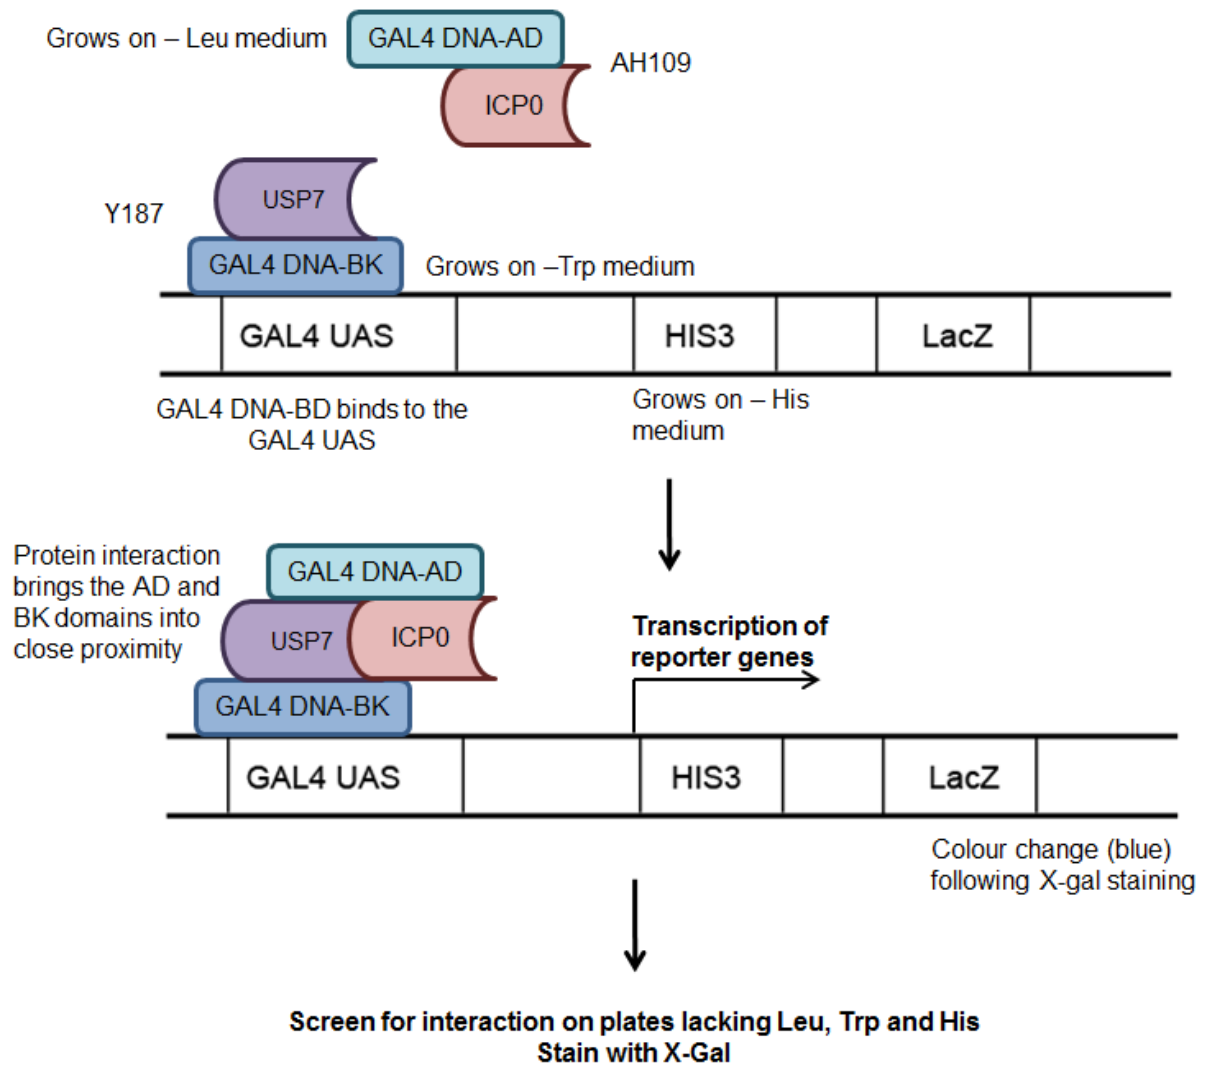 Grows on – Leu medium
GAL4 DNA-AD
AH109
ICP0
USP7
Y187
GAL4 DNA-BK
Grows on –Trp medium
GAL4 UAS
HIS3
LacZ
GAL4 DNA-BD binds to the
GAL4 UAS
Grows on – His
medium
Protein interaction
brings the AD and
BK domains into
close proximity
GAL4 DNA-AD
USP7
ICP0
GAL4 DNA-BK
Transcription of
reporter genes
GAL4 UAS
HIS3
LacZ
Colour change (blue)
following X-gal staining
Screen for interaction on plates lacking Leu, Trp and His
Stain with X-Gal